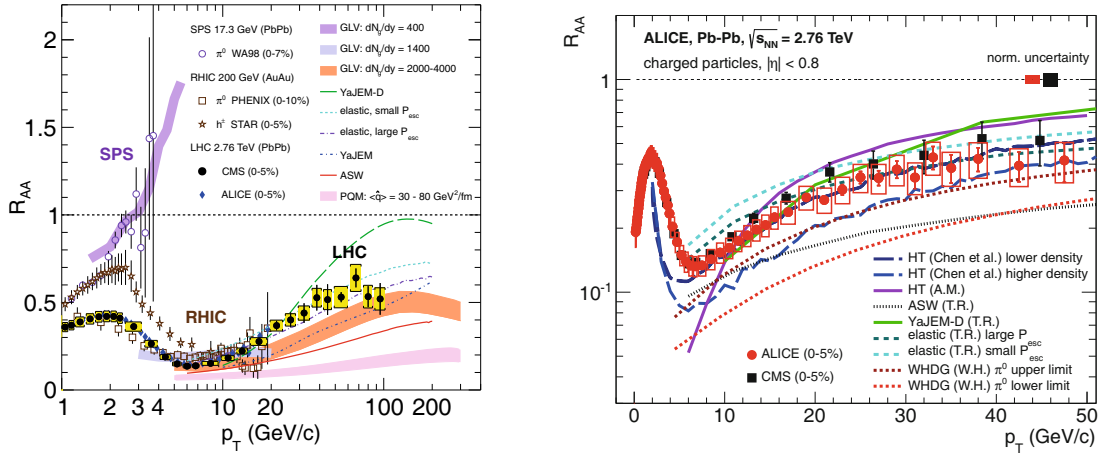 SPS 17.3 GeV (PbPb)
π⁰ WA98 (0-7%)
RHIC 200 GeV (AuAu)
π⁰ PHENIX (0-10%)
h± STAR (0-5%)
LHC 2.76 TeV (PbPb)
CMS (0-5%)
ALICE (0-5%)
GLV: dN_g/dy = 400
GLV: dN_g/dy = 1400
GLV: dN_g/dy = 2000-4000
YaJEM-D
elastic, small P_esc
elastic, large P_esc
YaJEM
ASW
PQM: <q̂> = 30 - 80 GeV²/fm
SPS
RHIC
LHC
R_AA
2
1.5
1
0.5
0
1 2 3 4 10 20 100 200
p_T (GeV/c)
R_AA
ALICE, Pb-Pb, √s_NN = 2.76 TeV
charged particles, |η| < 0.8
norm. uncertainty
1
10⁻¹
HT (Chen et al.) lower density
HT (Chen et al.) higher density
HT (A.M.)
ASW (T.R.)
YaJEM-D (T.R.)
elastic (T.R.) large P_esc
elastic (T.R.) small P_esc
WHDG (W.H.) π⁰ upper limit
WHDG (W.H.) π⁰ lower limit
ALICE (0-5%)
CMS (0-5%)
0 10 20 30 40 50
p_T (GeV/c)